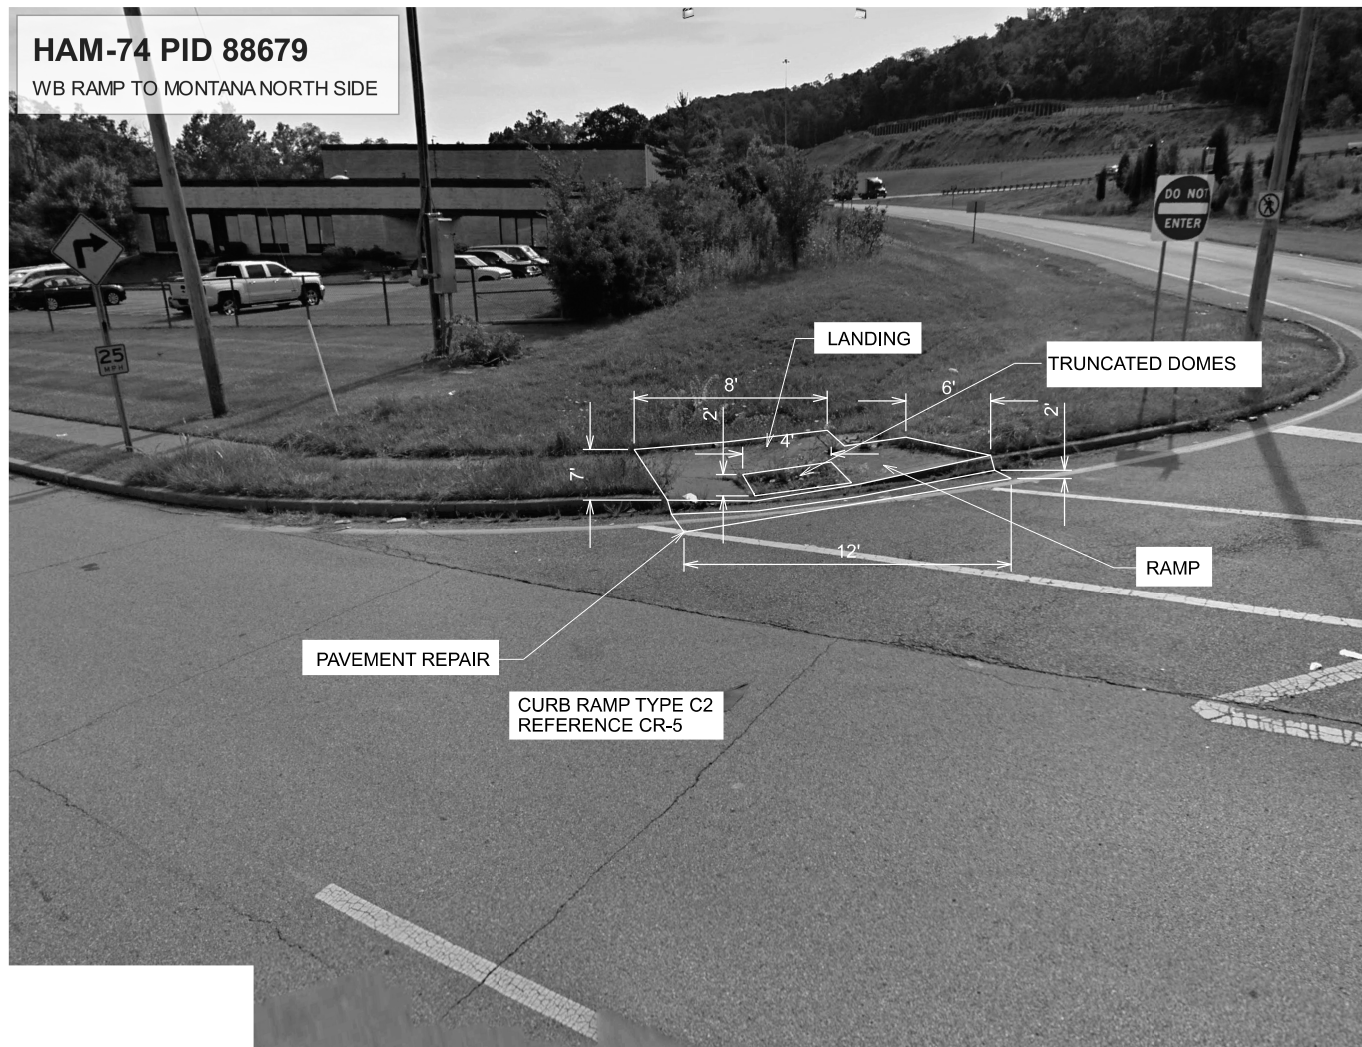 HAM-74 PID 88679
WB RAMP TO MONTANA NORTH SIDE
DO NOT
ENTER
25
MPH
LANDING
TRUNCATED DOMES
8'
6'
2'
2'
4'
7'
12'
RAMP
PAVEMENT REPAIR
CURB RAMP TYPE C2
REFERENCE CR-5